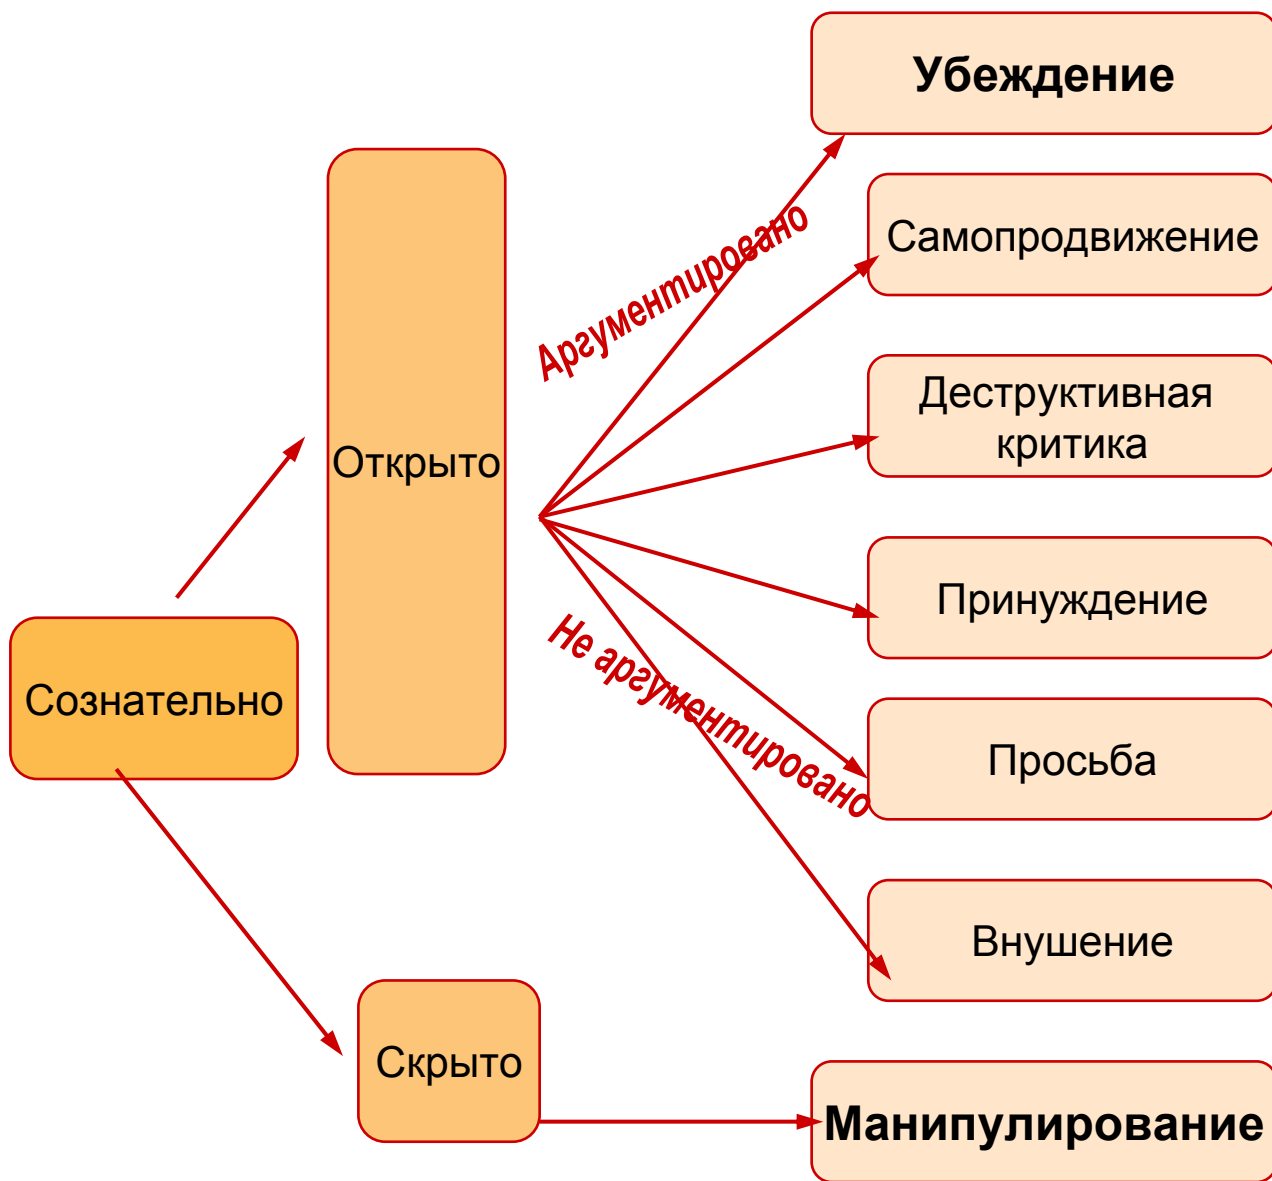 Убеждение
Самопродвижение
Аргументировано
Деструктивная
критика
Открыто
Принуждение
Не аргументировано
Сознательно
Просьба
Внушение
Скрыто
Манипулирование